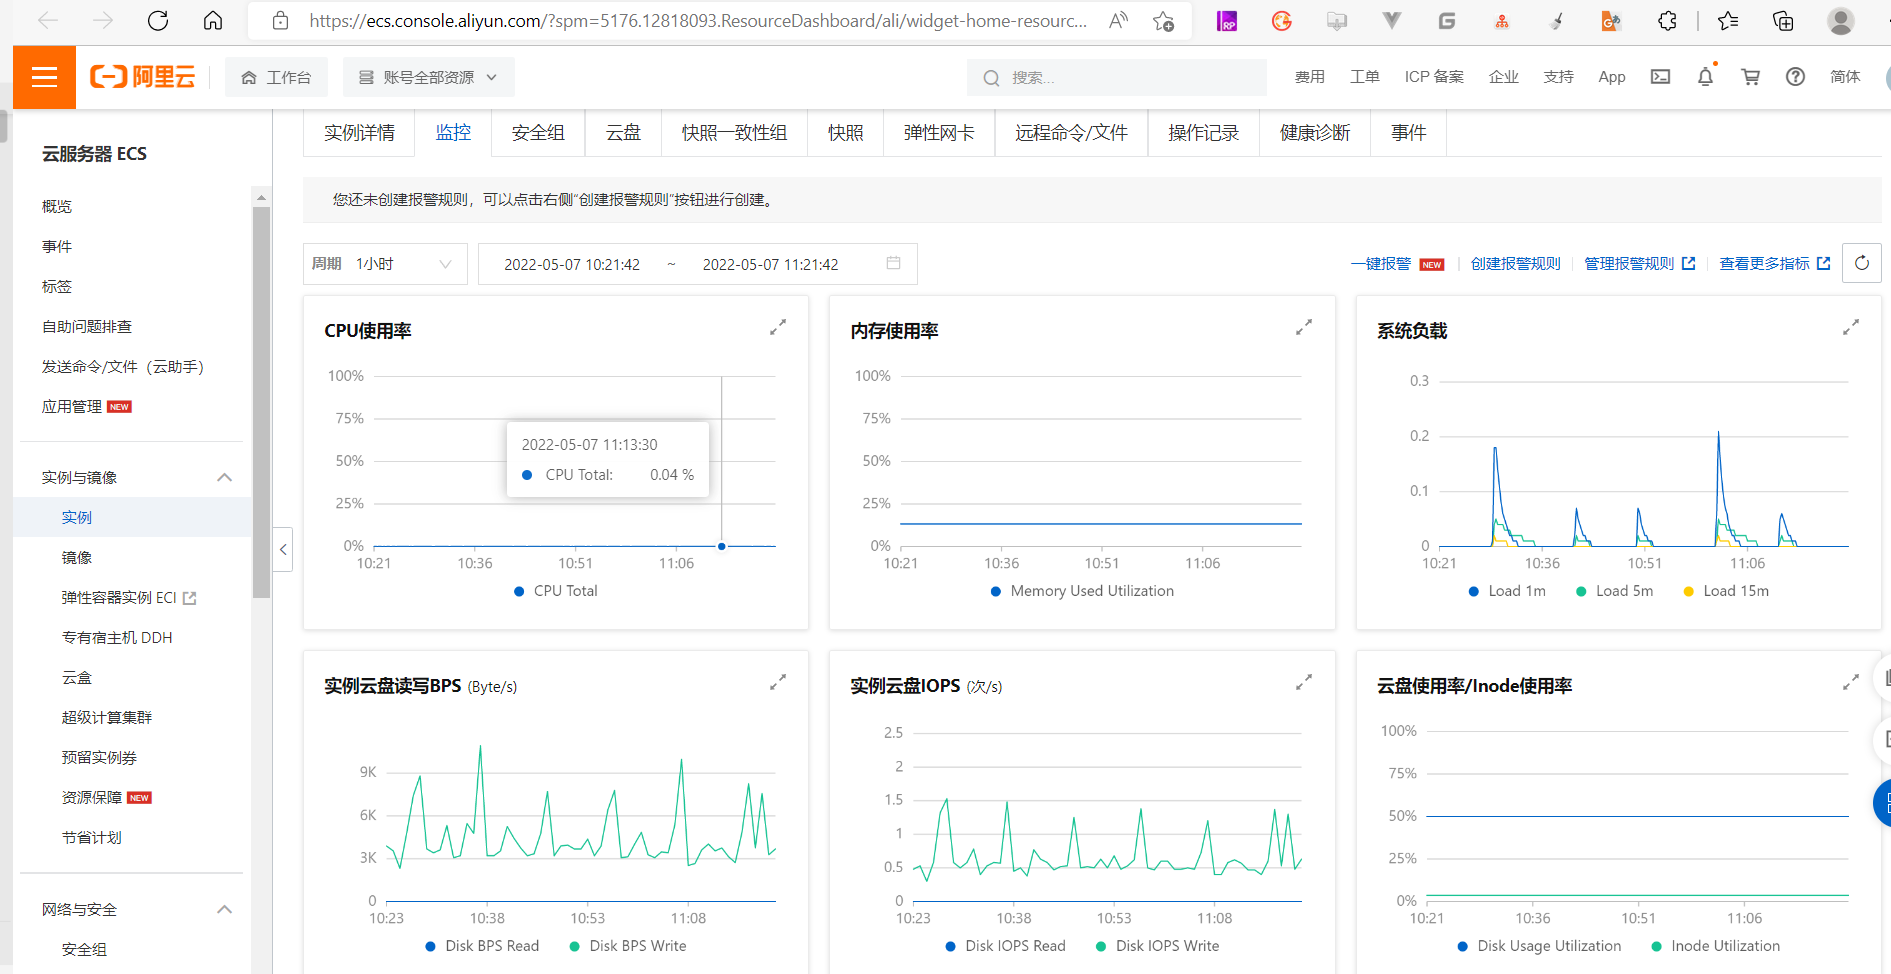 https://ecs.console.aliyun.com/?spm=5176.12818093.ResourceDashboard/ali/widget-home-resourc...
阿里云
工作台
账号全部资源
搜索...
费用
工单
ICP 备案
企业
支持
App
简体
云服务器 ECS
概览
事件
标签
自助问题排查
发送命令/文件（云助手）
应用管理 NEW
实例与镜像
实例
镜像
弹性容器实例 ECI
专有宿主机 DDH
云盒
超级计算集群
预留实例券
资源保障 NEW
节省计划
网络与安全
安全组
实例详情
监控
安全组
云盘
快照一致性组
快照
弹性网卡
远程命令/文件
操作记录
健康诊断
事件
您还未创建报警规则，可以点击右侧“创建报警规则”按钮进行创建。
周期 1小时
2022-05-07 10:21:42 ~ 2022-05-07 11:21:42
一键报警 NEW
创建报警规则
管理报警规则
查看更多指标
CPU使用率
100%
75%
50%
25%
0%
10:21 10:36 10:51 11:06
2022-05-07 11:13:30
CPU Total: 0.04 %
CPU Total
内存使用率
100%
75%
50%
25%
0%
10:21 10:36 10:51 11:06
Memory Used Utilization
系统负载
0.3
0.2
0.1
0
10:21 10:36 10:51 11:06
Load 1m Load 5m Load 15m
实例云盘读写BPS (Byte/s)
9K
6K
3K
0
10:23 10:38 10:53 11:08
Disk BPS Read Disk BPS Write
实例云盘IOPS (次/s)
2.5
2
1.5
1
0.5
0
10:23 10:38 10:53 11:08
Disk IOPS Read Disk IOPS Write
云盘使用率/Inode使用率
100%
75%
50%
25%
0%
10:21 10:36 10:51 11:06
Disk Usage Utilization Inode Utilization